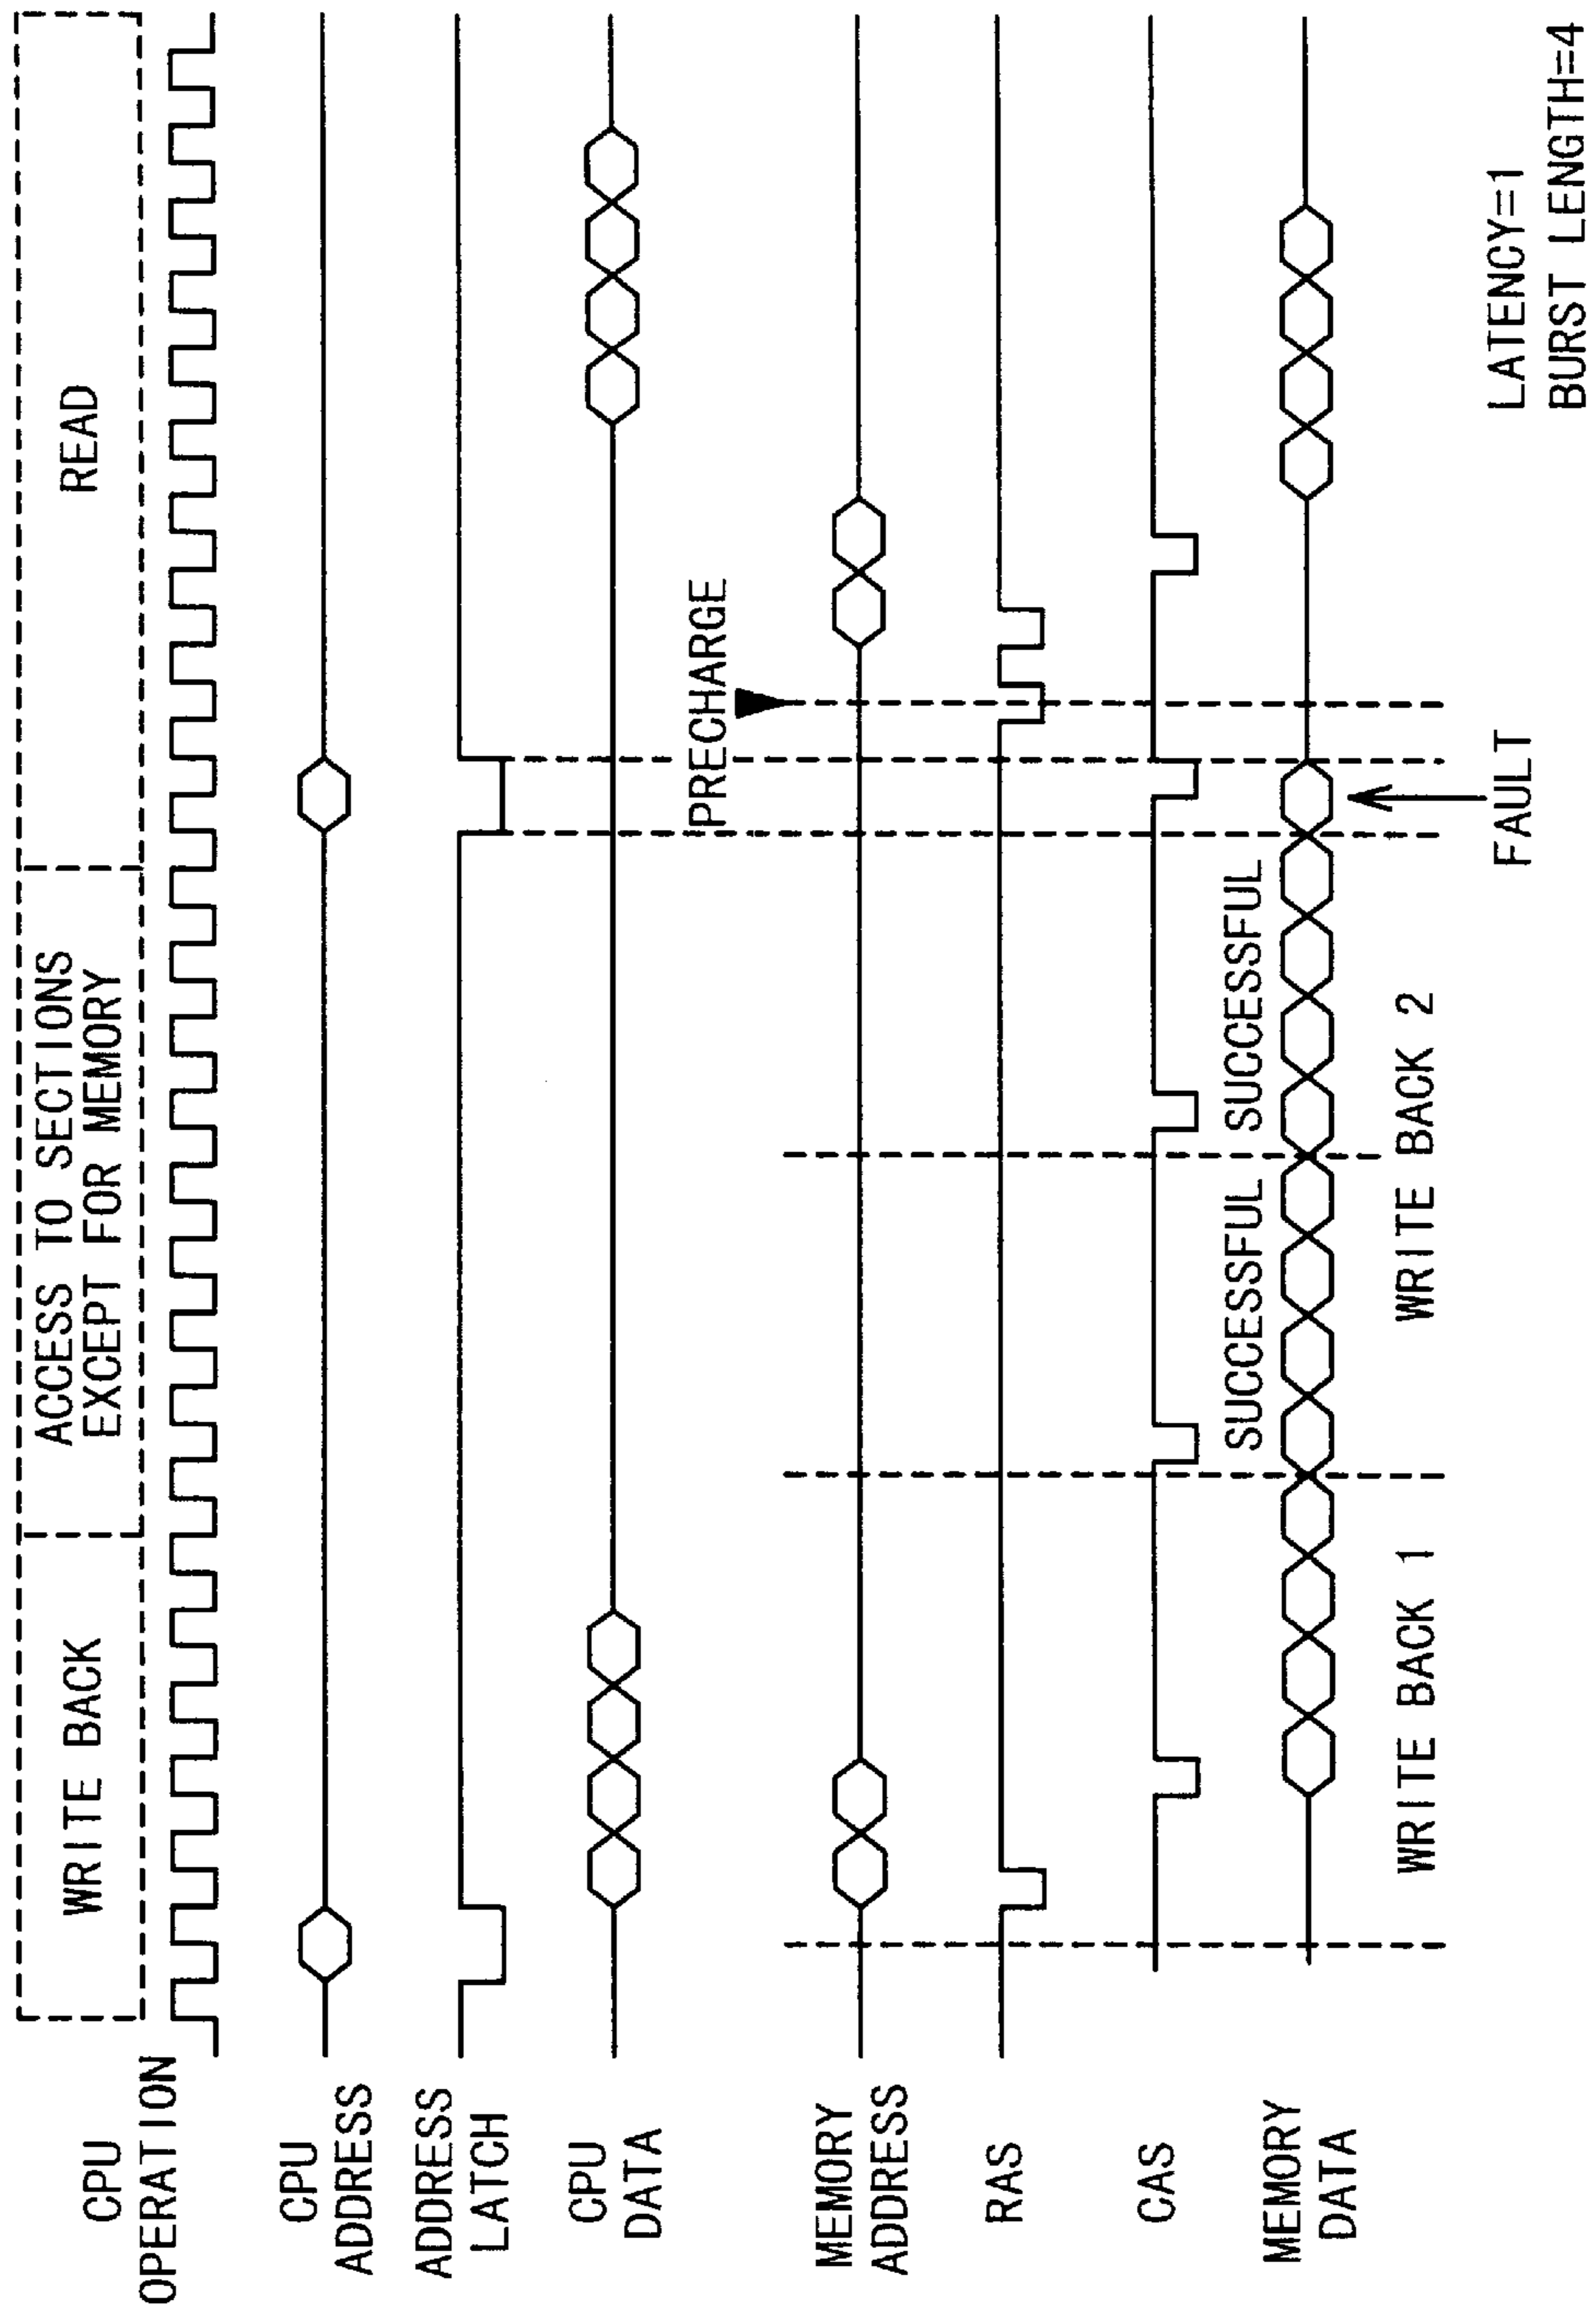 CPU
OPERATION
WRITE BACK
ACCESS TO SECTIONS
EXCEPT FOR MEMORY
READ
CPU
ADDRESS
ADDRESS
LATCH
CPU
DATA
PRECHARGE
MEMORY
ADDRESS
RAS
CAS
SUCCESSFUL SUCCESSFUL
MEMORY
DATA
WRITE BACK 1
WRITE BACK 2
FAULT
LATENCY=1
BURST LENGTH=4